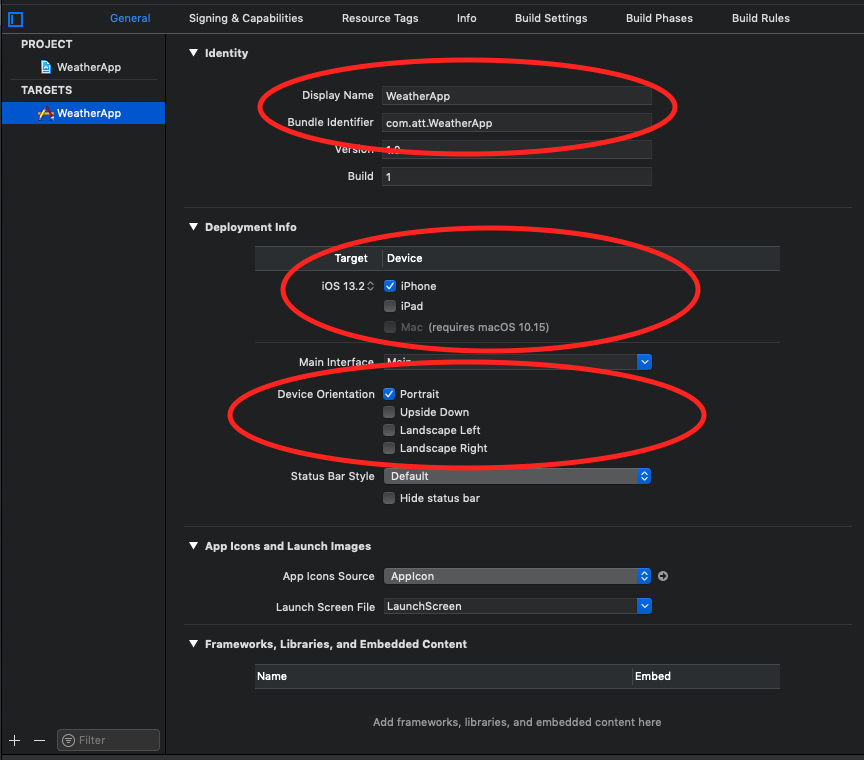 General Signing & Capabilities Resource Tags Info Build Settings Build Phases Build Rules
PROJECT
WeatherApp
TARGETS
WeatherApp
Identity
Display Name WeatherApp
Bundle Identifier com.att.WeatherApp
Version 1.0
Build 1
Deployment Info
Target Device
iOS 13.2 iPhone
iPad
Mac (requires macOS 10.15)
Main Interface Main
Device Orientation Portrait
Upside Down
Landscape Left
Landscape Right
Status Bar Style Default
Hide status bar
App Icons and Launch Images
App Icons Source AppIcon
Launch Screen File LaunchScreen
Frameworks, Libraries, and Embedded Content
Name Embed
Add frameworks, libraries, and embedded content here
Filter